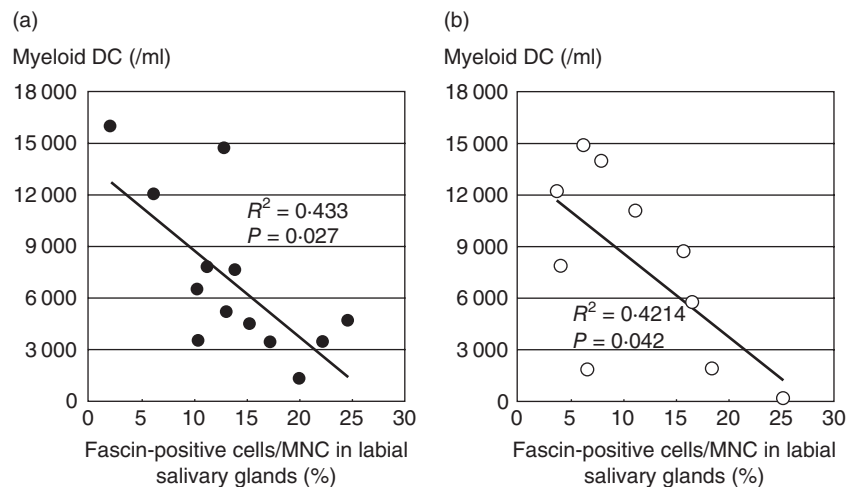 (a)
Myeloid DC (/ml)
18 000
15 000
12 000
9 000
6 000
3 000
0
0 5 10 15 20 25 30
R² = 0·433
P = 0·027
Fascin-positive cells/MNC in labial
salivary glands (%)
(b)
Myeloid DC (/ml)
18 000
15 000
12 000
9 000
6 000
3 000
0
0 5 10 15 20 25 30
R² = 0·4214
P = 0·042
Fascin-positive cells/MNC in labial
salivary glands (%)